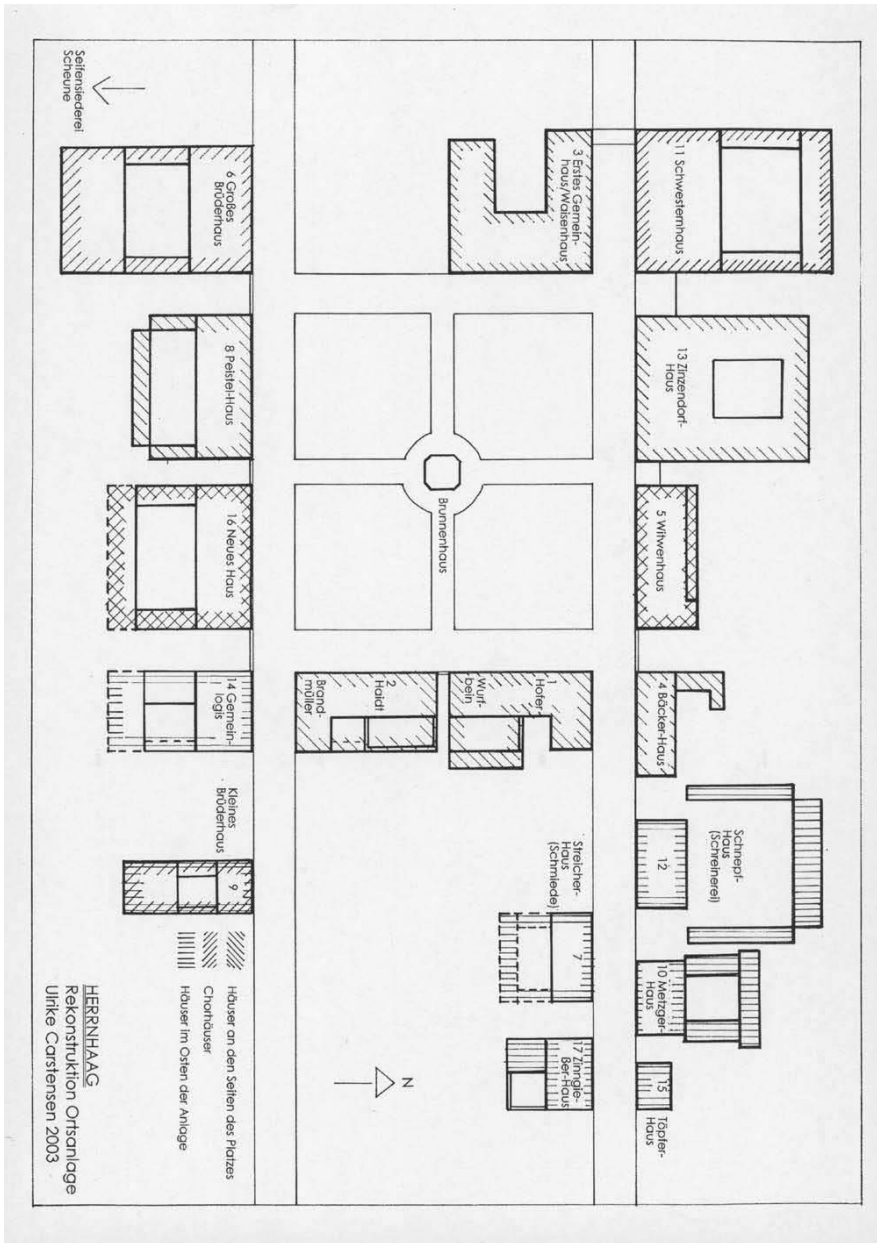 11 Schwesternhaus
13 Zinzendorf-
Haus
5 Witwenhaus
4 Bäcker-Haus
Schnepf-
Haus
(Schreinerei)
12
10 Metzger-
Haus
15
Töpfer-
Haus
3 Erstes Gemein-
haus/Waisenhaus
Brunnenhaus
1
Hofer
Wurf-
bein
2
Haidt
Brand-
müller
Streicher-
Haus
(Schmiede)
7
17 Zinngie-
ßer-Haus
N
6 Großes
Brüderhaus
8 Peistel-Haus
16 Neues Haus
14 Gemein-
logis
Kleines
Brüderhaus
9
Seifensiederei
Scheune
Häuser an den Seiten des Platzes
Chorhäuser
Häuser im Osten der Anlage
HERRNHAAG
Rekonstruktion Ortsanlage
Ulrike Carstensen 2003